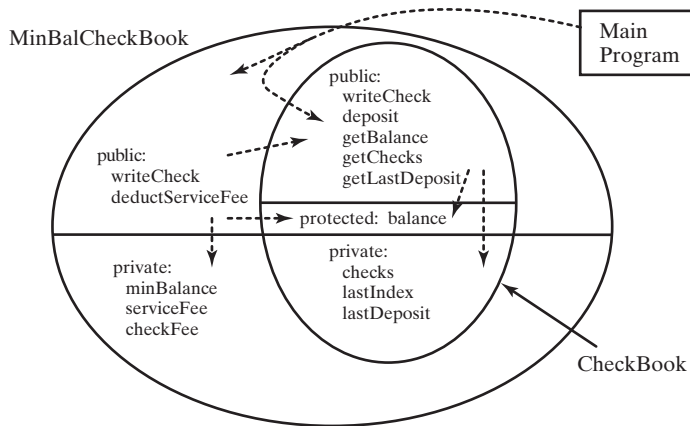 MinBalCheckBook
Main
Program
public:
writeCheck
deposit
getBalance
getChecks
getLastDeposit
public:
writeCheck
deductServiceFee
protected: balance
private:
minBalance
serviceFee
checkFee
private:
checks
lastIndex
lastDeposit
CheckBook